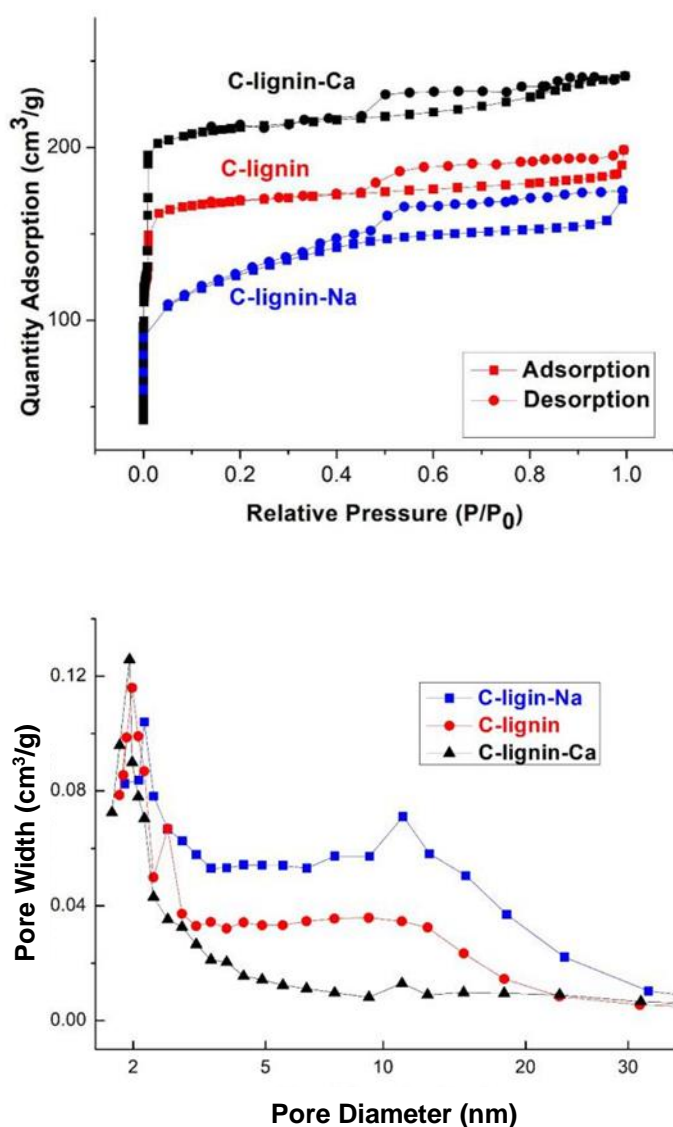 Quantity Adsorption (cm³/g)
200
100
C-lignin-Ca
C-lignin
C-lignin-Na
Adsorption
Desorption
0.0 0.2 0.4 0.6 0.8 1.0
Relative Pressure (P/P₀)
Pore Width (cm³/g)
0.12
0.08
0.04
0.00
C-ligin-Na
C-lignin
C-lignin-Ca
2 5 10 20 30
Pore Diameter (nm)